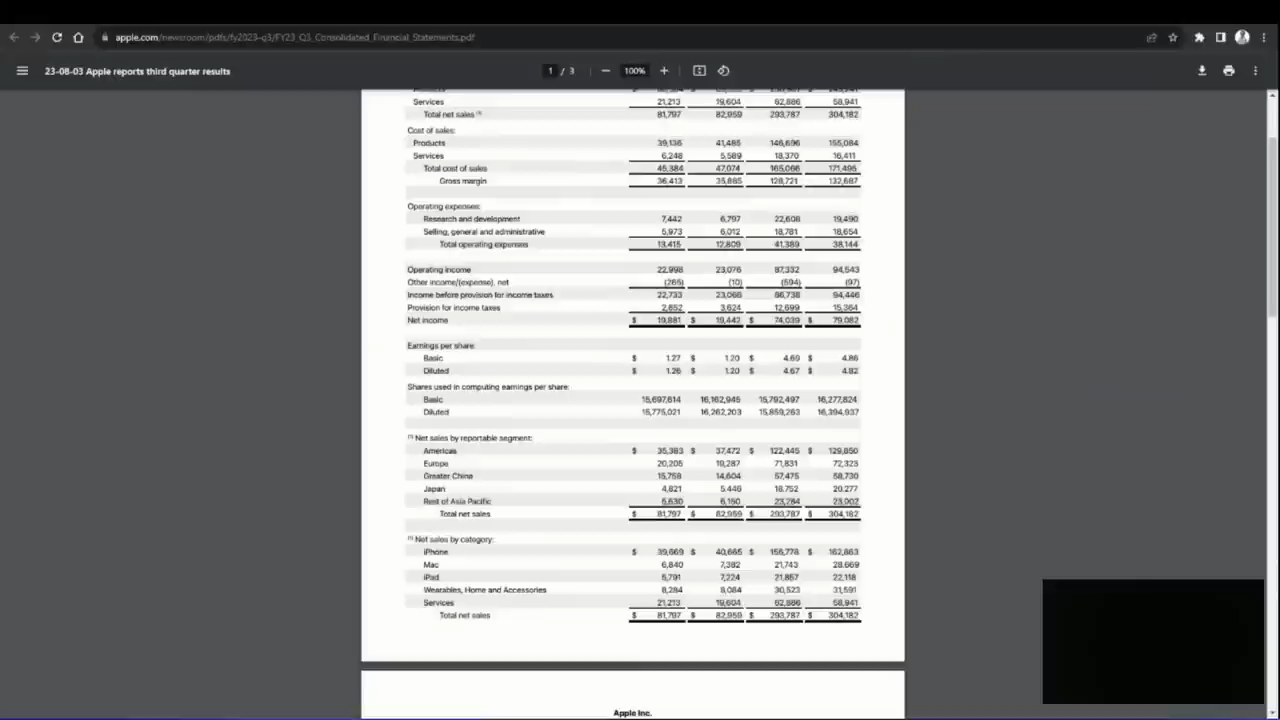 apple.com/newsroom/pdfs/fy2023-q3/FY23_Q3_Consolidated_Financial_Statements.pdf
23-08-03 Apple reports third quarter results 1 / 3 100%
Services 21,213 19,604 62,886 58,941
Total net sales (1) 81,797 82,959 293,787 304,182
Cost of sales:
Products 39,136 41,485 146,696 155,084
Services 6,248 5,589 18,370 16,411
Total cost of sales 45,384 47,074 165,066 171,495
Gross margin 36,413 35,885 128,721 132,687
Operating expenses:
Research and development 7,442 6,797 22,608 19,490
Selling, general and administrative 5,973 6,012 18,781 18,654
Total operating expenses 13,415 12,809 41,389 38,144
Operating income 22,998 23,076 87,332 94,543
Other income/(expense), net (265) (10) (594) (97)
Income before provision for income taxes 22,733 23,066 86,738 94,446
Provision for income taxes 2,852 3,624 12,699 15,364
Net income $ 19,881 $ 19,442 $ 74,039 $ 79,082
Earnings per share:
Basic $ 1.27 $ 1.20 $ 4.69 $ 4.86
Diluted $ 1.26 $ 1.20 $ 4.67 $ 4.82
Shares used in computing earnings per share:
Basic 15,697,614 16,162,945 15,792,497 16,277,824
Diluted 15,775,021 16,262,203 15,859,263 16,394,937
(1) Net sales by reportable segment:
Americas $ 35,383 $ 37,472 $ 122,445 $ 129,850
Europe 20,205 19,287 71,831 72,323
Greater China 15,758 14,604 57,475 58,730
Japan 4,821 5,446 18,752 20,277
Rest of Asia Pacific 5,630 6,150 23,284 23,002
Total net sales $ 81,797 $ 82,959 $ 293,787 $ 304,182
(1) Net sales by category:
iPhone $ 39,669 $ 40,665 $ 156,778 $ 162,863
Mac 6,840 7,382 21,743 28,669
iPad 5,791 7,224 21,857 22,118
Wearables, Home and Accessories 8,284 8,084 30,523 31,591
Services 21,213 19,604 62,886 58,941
Total net sales $ 81,797 $ 82,959 $ 293,787 $ 304,182
Apple Inc.